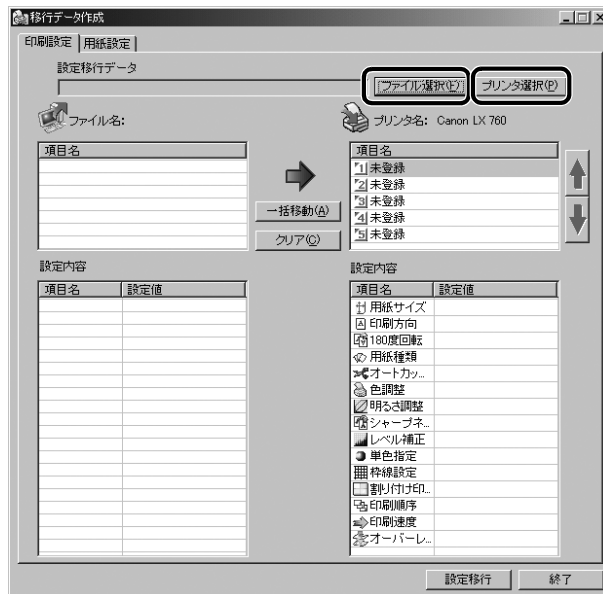 移行データ作成
印刷設定 用紙設定
設定移行データ
ファイル選択(F) プリンタ選択(P)
ファイル名: プリンタ名: Canon LX 760
項目名 項目名
1 未登録
2 未登録
3 未登録
4 未登録
一括移動(A)
5 未登録
クリア(C)
設定内容 設定内容
項目名 設定値 項目名 設定値
用紙サイズ
A 印刷方向
180度回転
用紙種類
オートカッ...
色調整
明るさ調整
シャープネ...
レベル補正
単色指定
枠線設定
割り付け印...
印刷順序
印刷速度
オーバーレ...
設定移行 終了